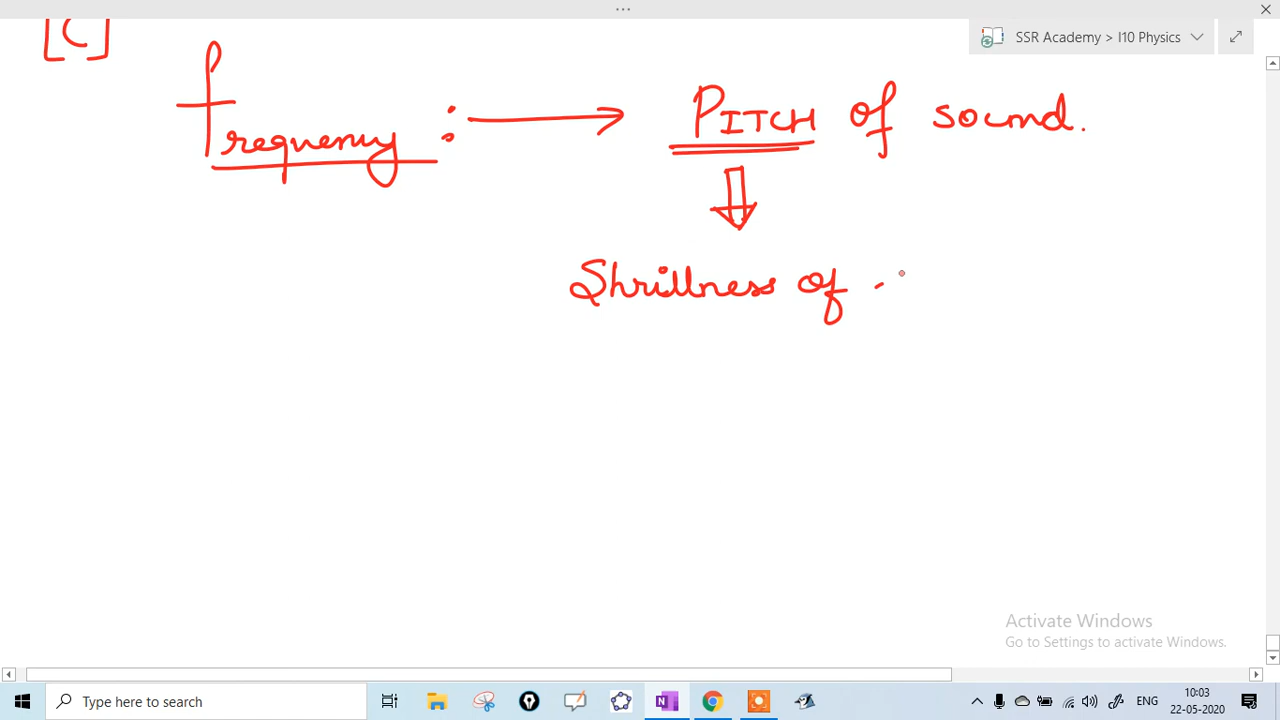 ...
SSR Academy > I10 Physics
[C]
frequency : → PITCH of sound.
Shrillness of
Activate Windows
Go to Settings to activate Windows.
Type here to search
ENG
10:03
22-05-2020